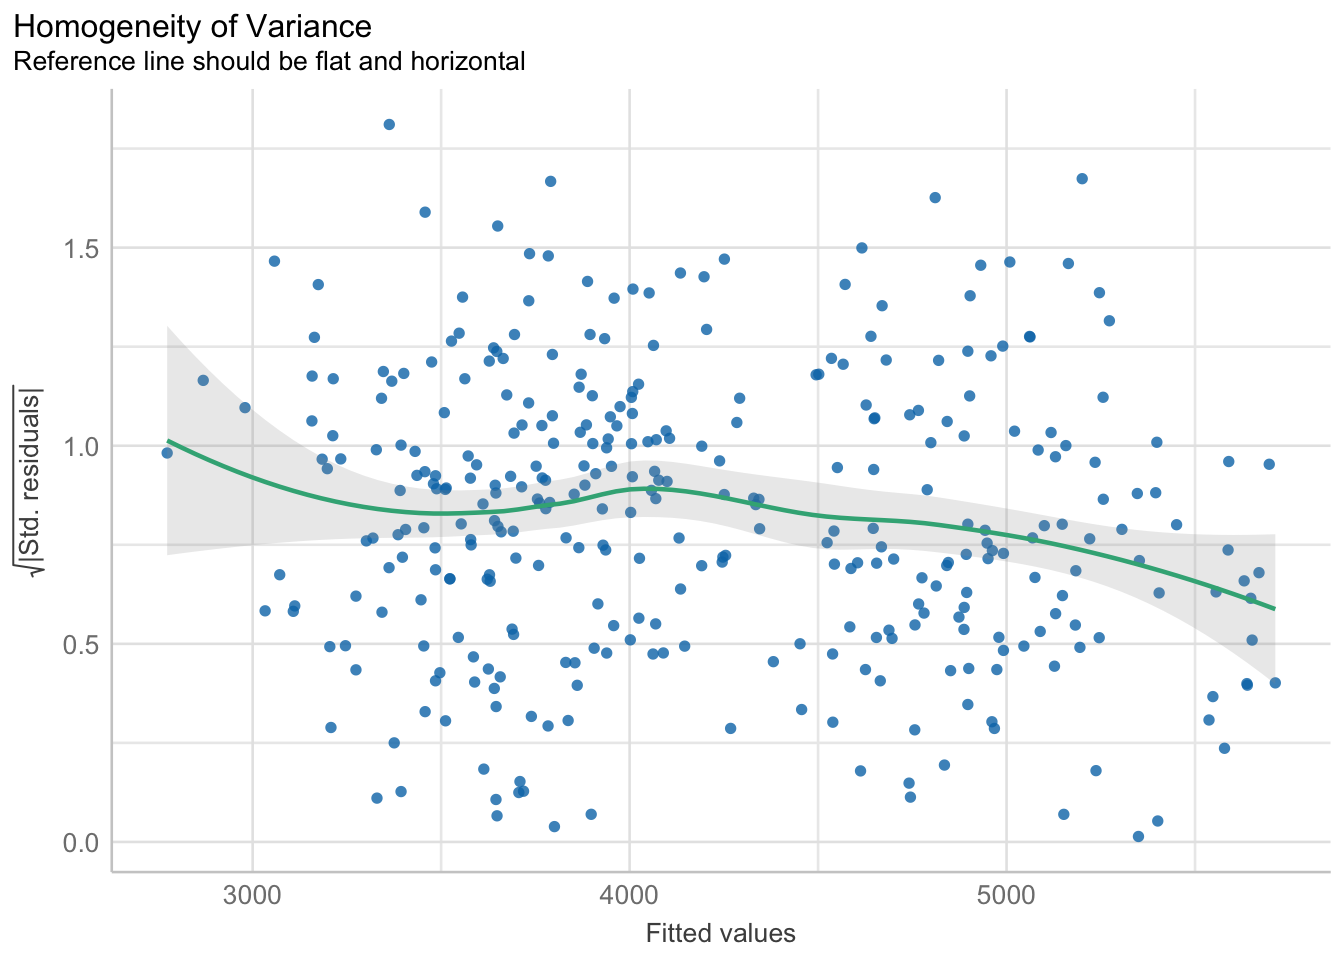 Homogeneity of Variance
Reference line should be flat and horizontal
√|Std. residuals|
1.5
1.0
0.5
0.0
3000
4000
5000
Fitted values